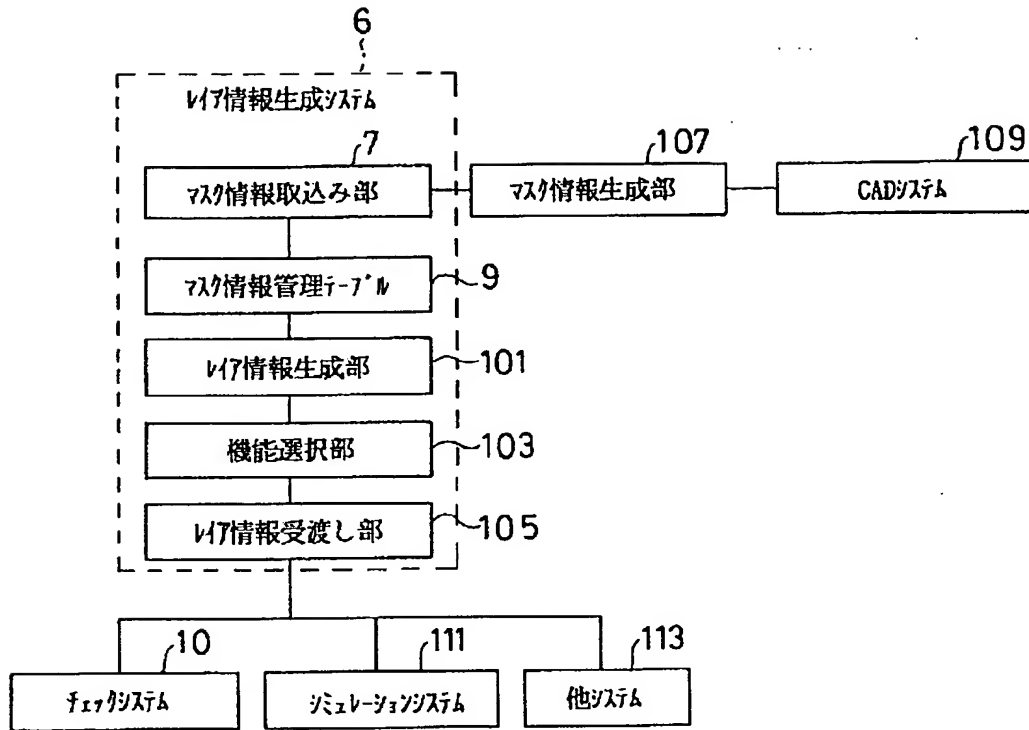 6
ﾚｲｱ情報生成ｼｽﾃﾑ
7
ﾏｽｸ情報取込み部
107
ﾏｽｸ情報生成部
109
CADｼｽﾃﾑ
ﾏｽｸ情報管理ﾃｰﾌﾞﾙ
9
ﾚｲｱ情報生成部
101
機能選択部
103
ﾚｲｱ情報受渡し部
105
10
ﾁｪｯｸｼｽﾃﾑ
111
ｼﾐｭﾚｰｼｮﾝｼｽﾃﾑ
113
他ｼｽﾃﾑ